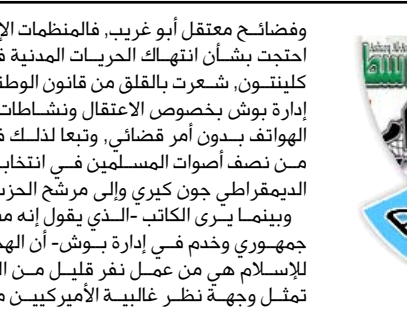 وفضائح معتقل أبو غريب, فالمنظمات الإ
احتجت بشأن انتهاك الحريات المدنية ف
كلينتون, شعرت بالقلق من قانون الوطن
إدارة بوش بخصوص الاعتقال ونشاطات
الهواتف بدون أمر قضائي, وتبعا لذلك ف
من نصف أصوات المسلمين في انتخاب
الديمقراطي جون كيري وإلى مرشح الحز
وبينما يرى الكاتب -الذي يقول إنه م
جمهوري وخدم في إدارة بوش- أن الهج
للإسلام هي من عمل نفر قليل من ال
تمثل وجهة نظر غالبية الأميركيين م